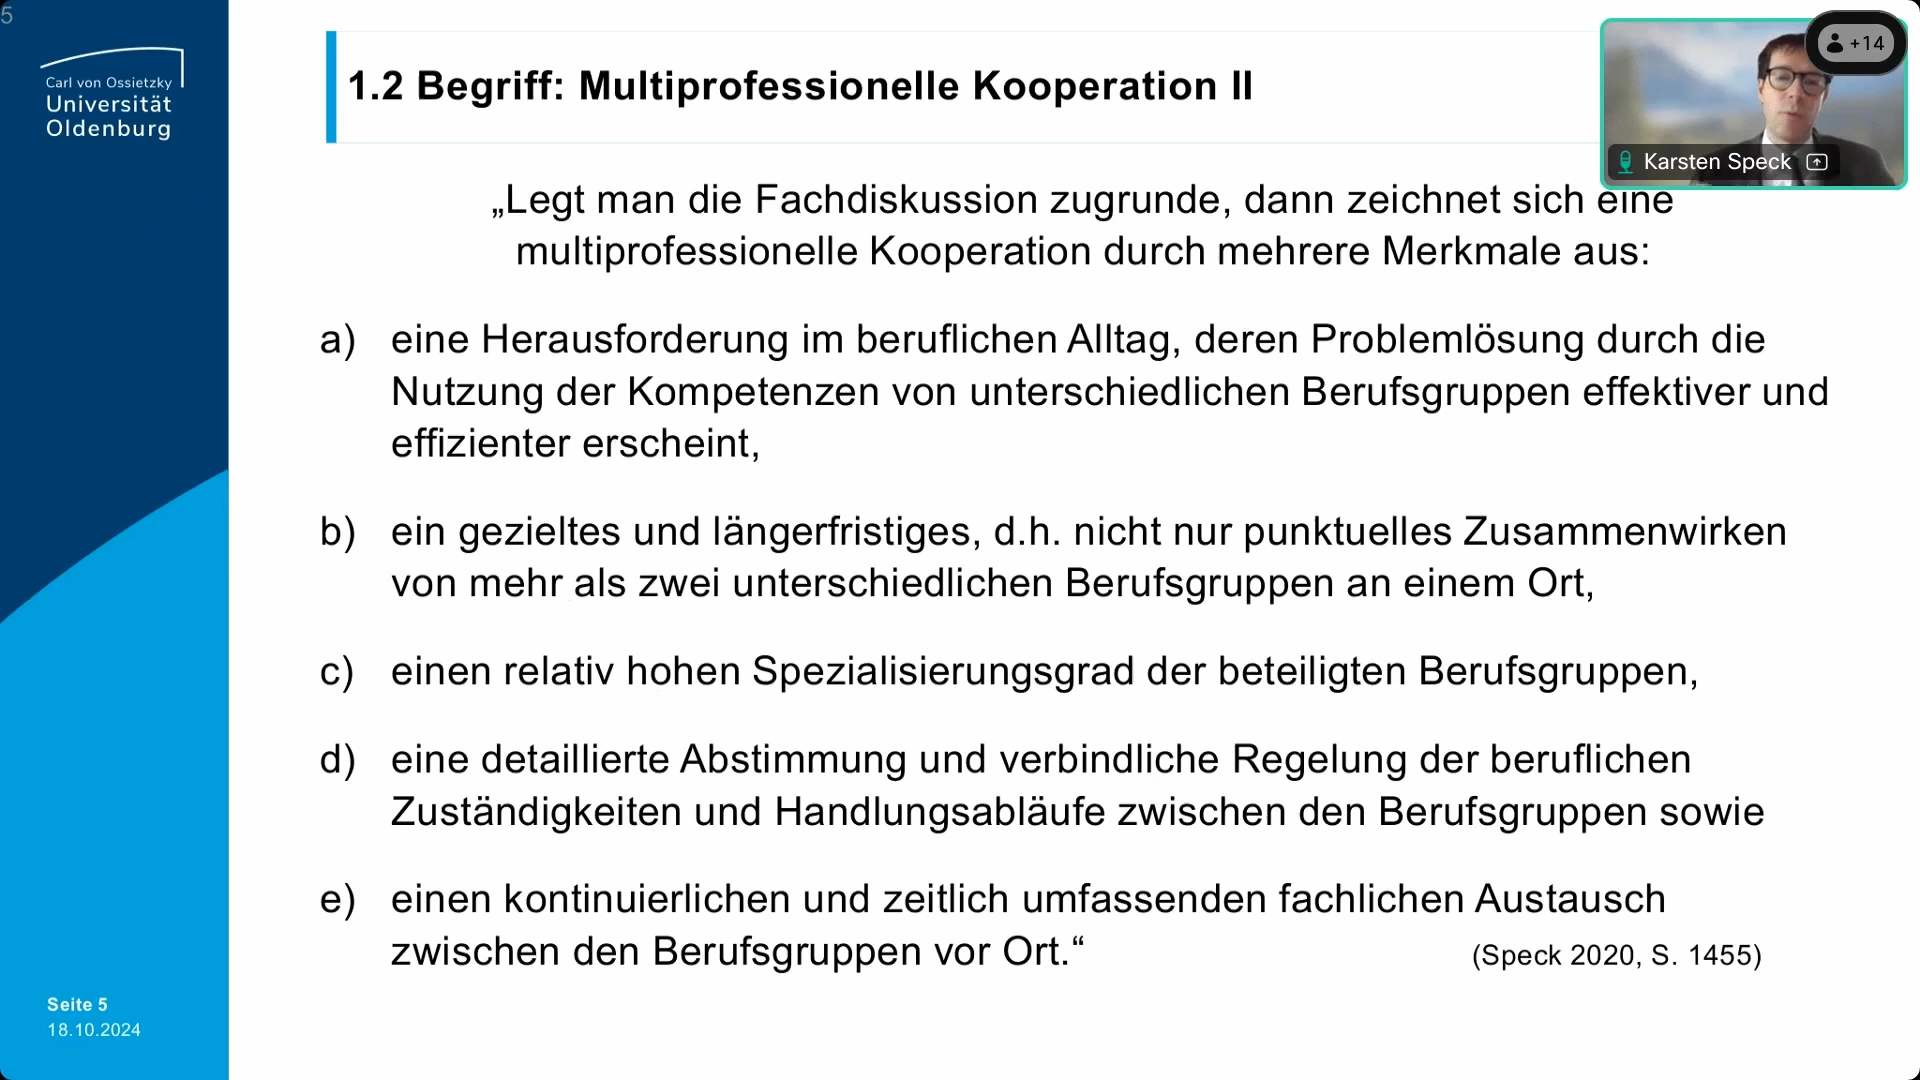 5
Carl von Ossietzky
Universität
Oldenburg
1.2 Begriff: Multiprofessionelle Kooperation II
+14
Karsten Speck
„Legt man die Fachdiskussion zugrunde, dann zeichnet sich eine
multiprofessionelle Kooperation durch mehrere Merkmale aus:
a) eine Herausforderung im beruflichen Alltag, deren Problemlösung durch die
Nutzung der Kompetenzen von unterschiedlichen Berufsgruppen effektiver und
effizienter erscheint,
b) ein gezieltes und längerfristiges, d.h. nicht nur punktuelles Zusammenwirken
von mehr als zwei unterschiedlichen Berufsgruppen an einem Ort,
c) einen relativ hohen Spezialisierungsgrad der beteiligten Berufsgruppen,
d) eine detaillierte Abstimmung und verbindliche Regelung der beruflichen
Zuständigkeiten und Handlungsabläufe zwischen den Berufsgruppen sowie
e) einen kontinuierlichen und zeitlich umfassenden fachlichen Austausch
zwischen den Berufsgruppen vor Ort.“ (Speck 2020, S. 1455)
Seite 5
18.10.2024